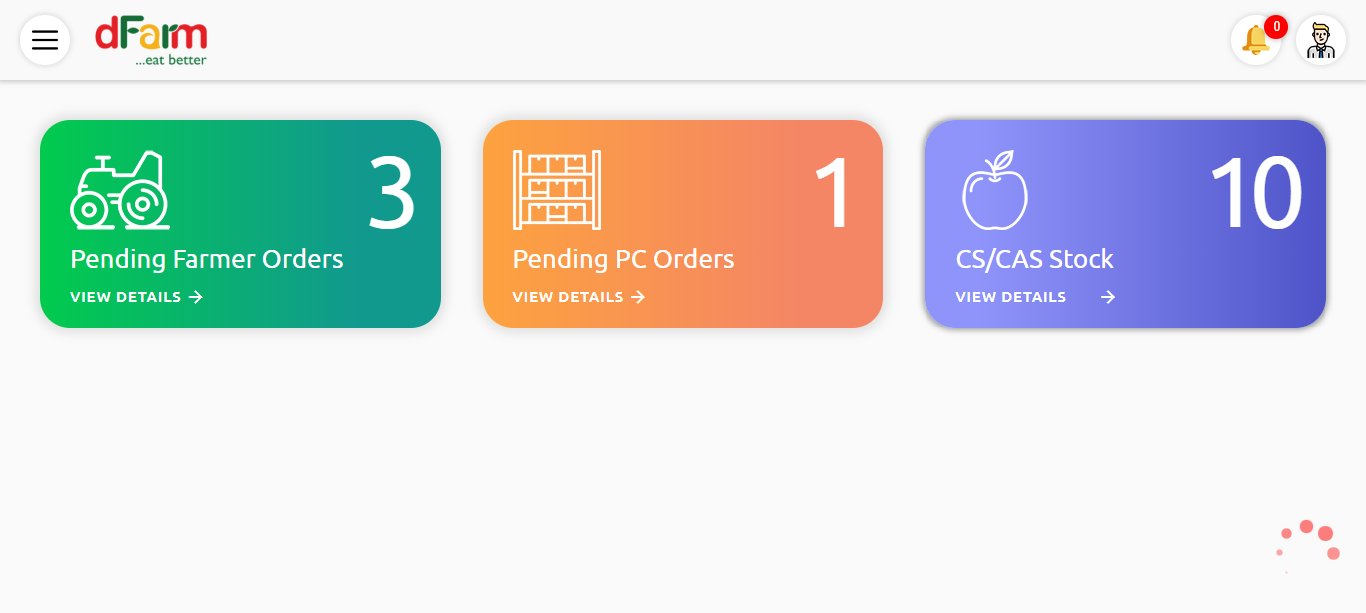 dFarm
...eat better
0
3
Pending Farmer Orders
VIEW DETAILS →
1
Pending PC Orders
VIEW DETAILS →
10
CS/CAS Stock
VIEW DETAILS →